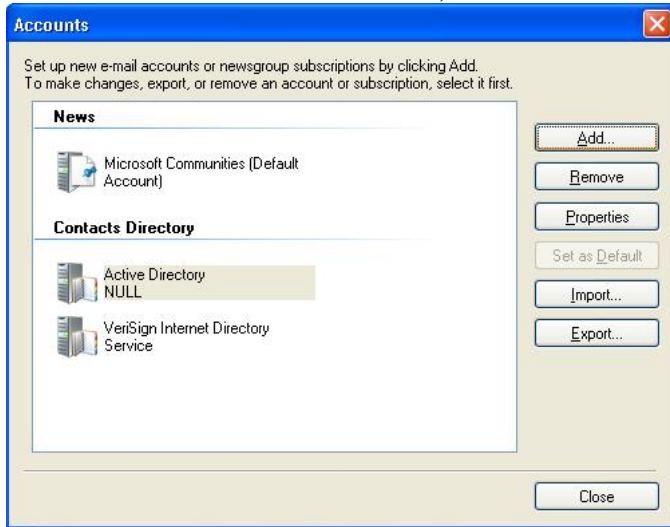 Accounts
Set up new e-mail accounts or newsgroup subscriptions by clicking Add.
To make changes, export, or remove an account or subscription, select it first.
News
Microsoft Communities (Default
Account)
Contacts Directory
Active Directory
NULL
VeriSign Internet Directory
Service
Add...
Remove
Properties
Set as Default
Import...
Export...
Close